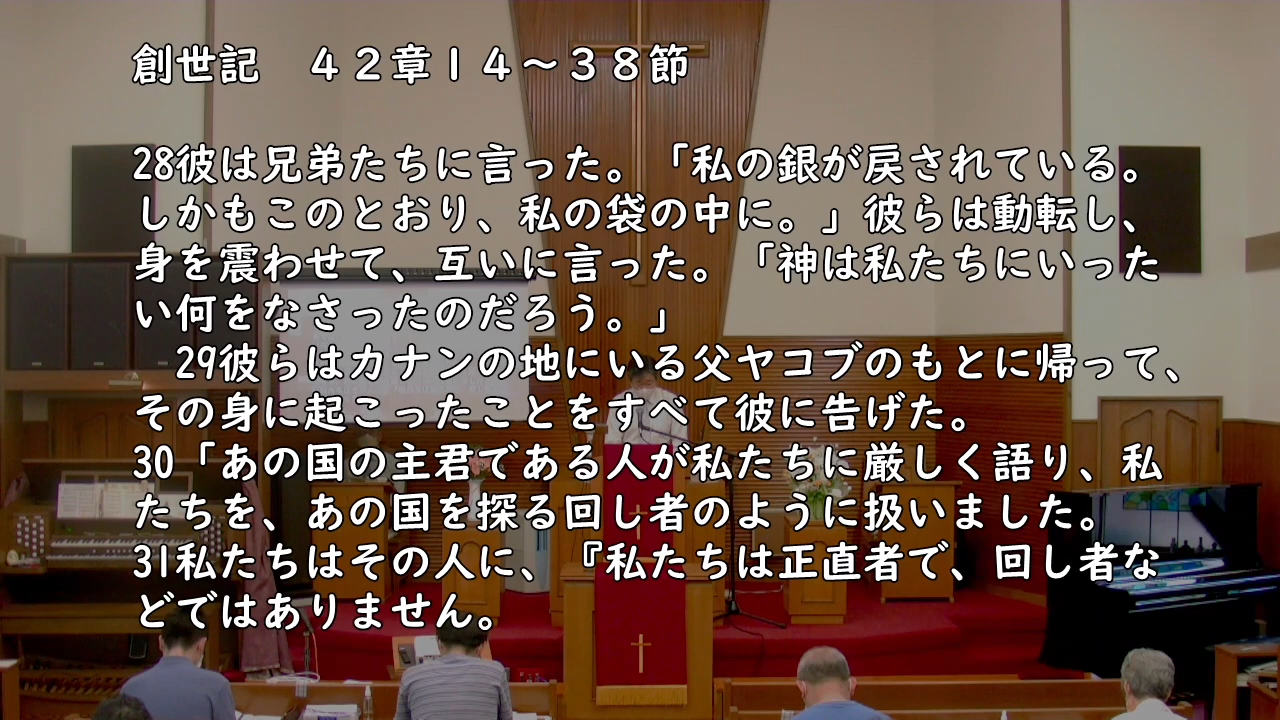 創世記　４２章１４～３８節
28彼は兄弟たちに言った。「私の銀が戻されている。
しかもこのとおり、私の袋の中に。」彼らは動転し、
身を震わせて、互いに言った。「神は私たちにいった
い何をなさったのだろう。」
　29彼らはカナンの地にいる父ヤコブのもとに帰って、
その身に起こったことをすべて彼に告げた。
30「あの国の主君である人が私たちに厳しく語り、私
たちを、あの国を探る回し者のように扱いました。
31私たちはその人に、『私たちは正直者で、回し者な
どではありません。